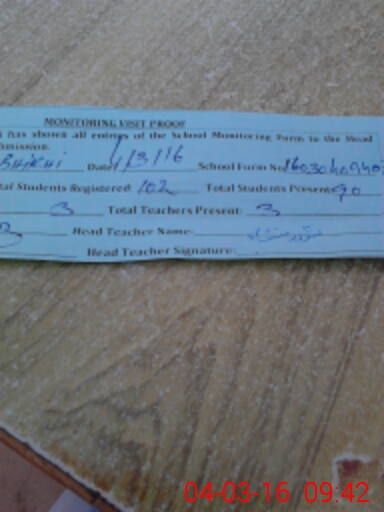 MONITORING VISIT PROOF
has shown all entries of the School Monitoring Form to the Head
mission.
BHIKHI Date 1/3/16 School Form No
Total Students Registered: 102 Total Students Present: 90
3 Total Teachers Present: 3
3 Head Teacher Name:
Head Teacher Signature:
04-03-16 09:42